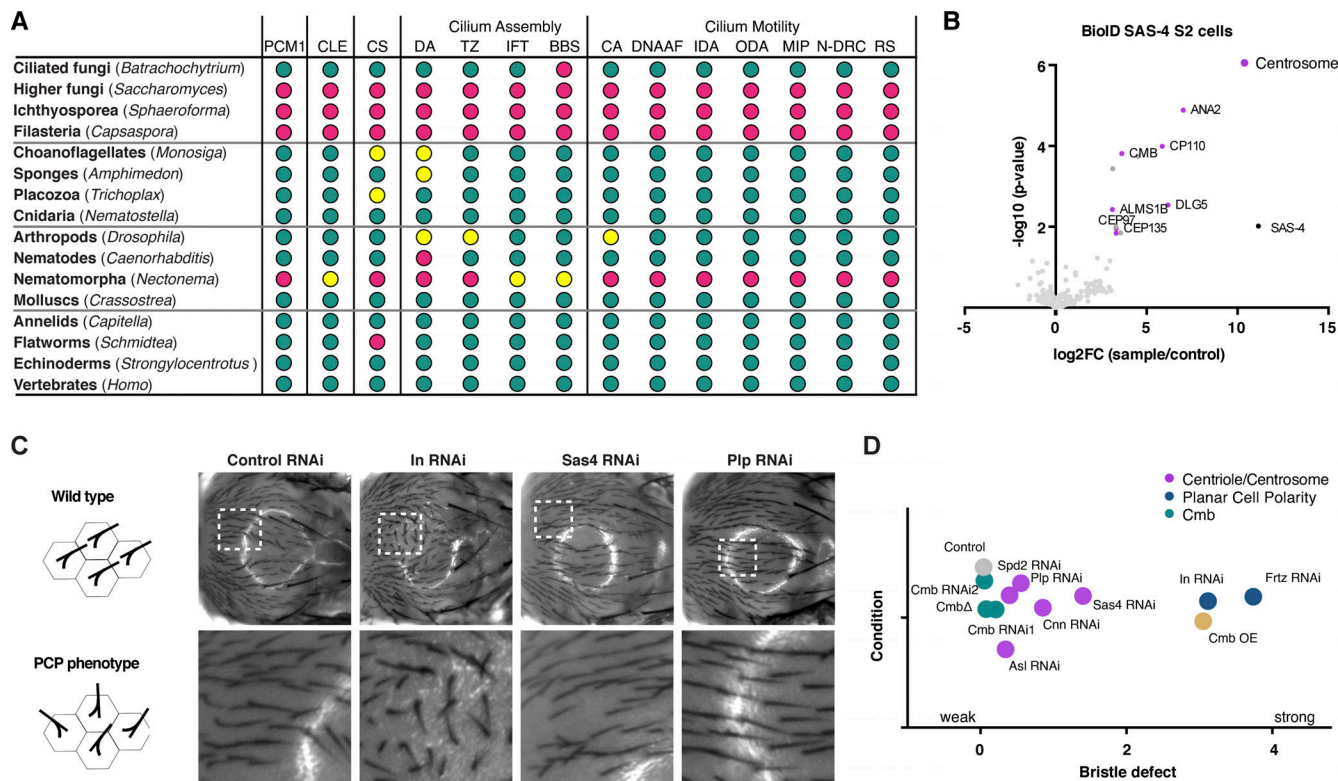 A
Cilium Assembly
Cilium Motility
PCM1 CLE CS DA TZ IFT BBS CA DNAAF IDA ODA MIP N-DRC RS
Ciliated fungi (Batrachochytrium)
Higher fungi (Saccharomyces)
Ichthyosporea (Sphaeroforma)
Filasteria (Capsaspora)
Choanoflagellates (Monosiga)
Sponges (Amphimedon)
Placozoa (Trichoplax)
Cnidaria (Nematostella)
Arthropods (Drosophila)
Nematodes (Caenorhabditis)
Nematomorpha (Nectonema)
Molluscs (Crassostrea)
Annelids (Capitella)
Flatworms (Schmidtea)
Echinoderms (Strongylocentrotus )
Vertebrates (Homo)
B
BioID SAS-4 S2 cells
Centrosome
6
4
2
-log10 (p-value)
ANA2
CP110
CMB
DLG5
ALMS1B
CEP97
CEP135
SAS-4
-5 0 5 10 15
log2FC (sample/control)
C
Control RNAi
In RNAi
Sas4 RNAi
Plp RNAi
Wild type
PCP phenotype
D
Centriole/Centrosome
Planar Cell Polarity
Cmb
Condition
Control
Spd2 RNAi
Cmb RNAi2
Plp RNAi
CmbΔ
Sas4 RNAi
Cmb RNAi1
Cnn RNAi
Asl RNAi
In RNAi
Frtz RNAi
Cmb OE
weak
strong
0 2 4
Bristle defect